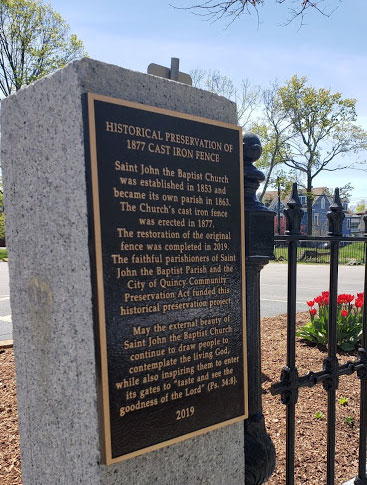 HISTORICAL PRESERVATION OF
1877 CAST IRON FENCE
Saint John the Baptist Church
was established in 1853 and
became its own parish in 1863.
The Church's cast iron fence
was erected in 1877.
The restoration of the original
fence was completed in 2019.
The faithful parishioners of Saint
John the Baptist Parish and the
City of Quincy Community
Preservation Act funded this
historical preservation project.
May the external beauty of
Saint John the Baptist Church
continue to draw people to
contemplate the living God,
while also inspiring them to enter
its gates to "taste and see the
goodness of the Lord" (Ps. 34:8).
2019